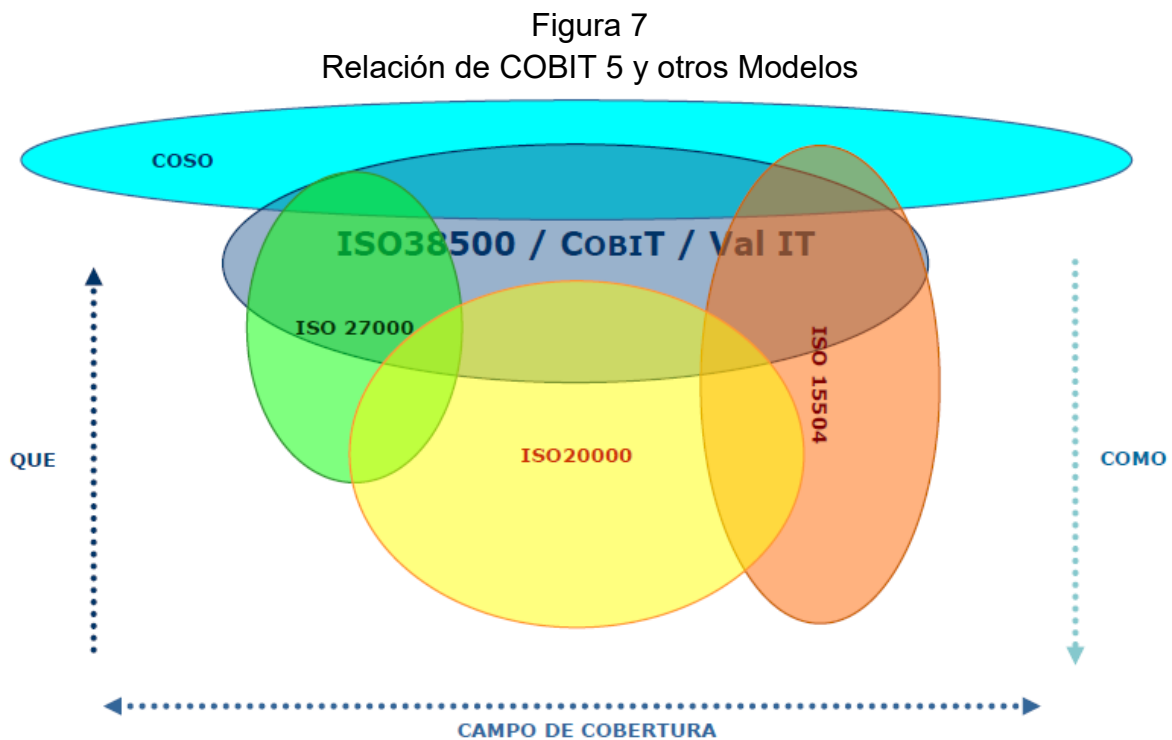 Figura 7
Relación de COBIT 5 y otros Modelos
COSO
ISO38500 / COBIT / Val IT
ISO 27000
ISO 15504
QUE
ISO20000
COMO
CAMPO DE COBERTURA